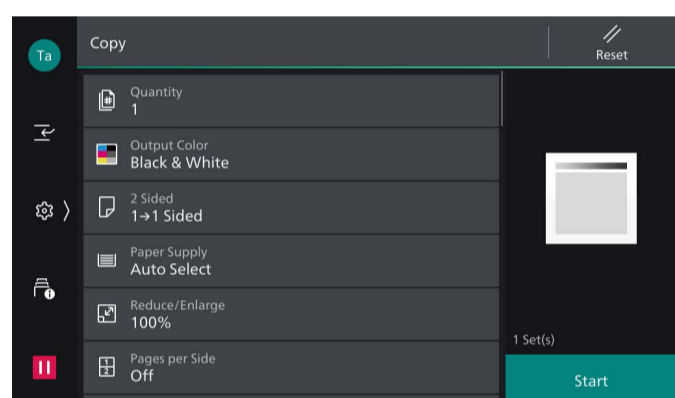 Ta
Copy
Reset
Quantity
1
Output Color
Black & White
2 Sided
1→1 Sided
Paper Supply
Auto Select
Reduce/Enlarge
100%
Pages per Side
Off
1 Set(s)
Start